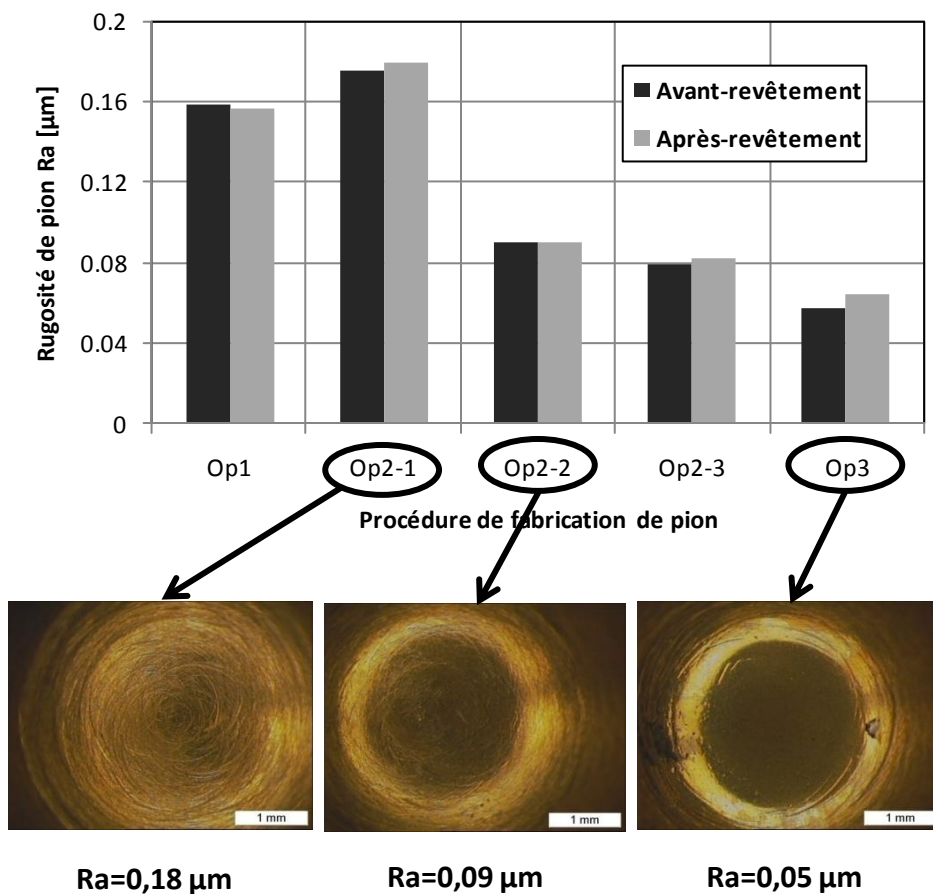 0.2
0.16
0.12
0.08
0.04
0
Rugosité de pion Ra [µm]
Avant-revêtement
Après-revêtement
Op1 Op2-1 Op2-2 Op2-3 Op3
Procédure de fabrication de pion
1 mm 1 mm 1 mm
Ra=0,18 µm Ra=0,09 µm Ra=0,05 µm